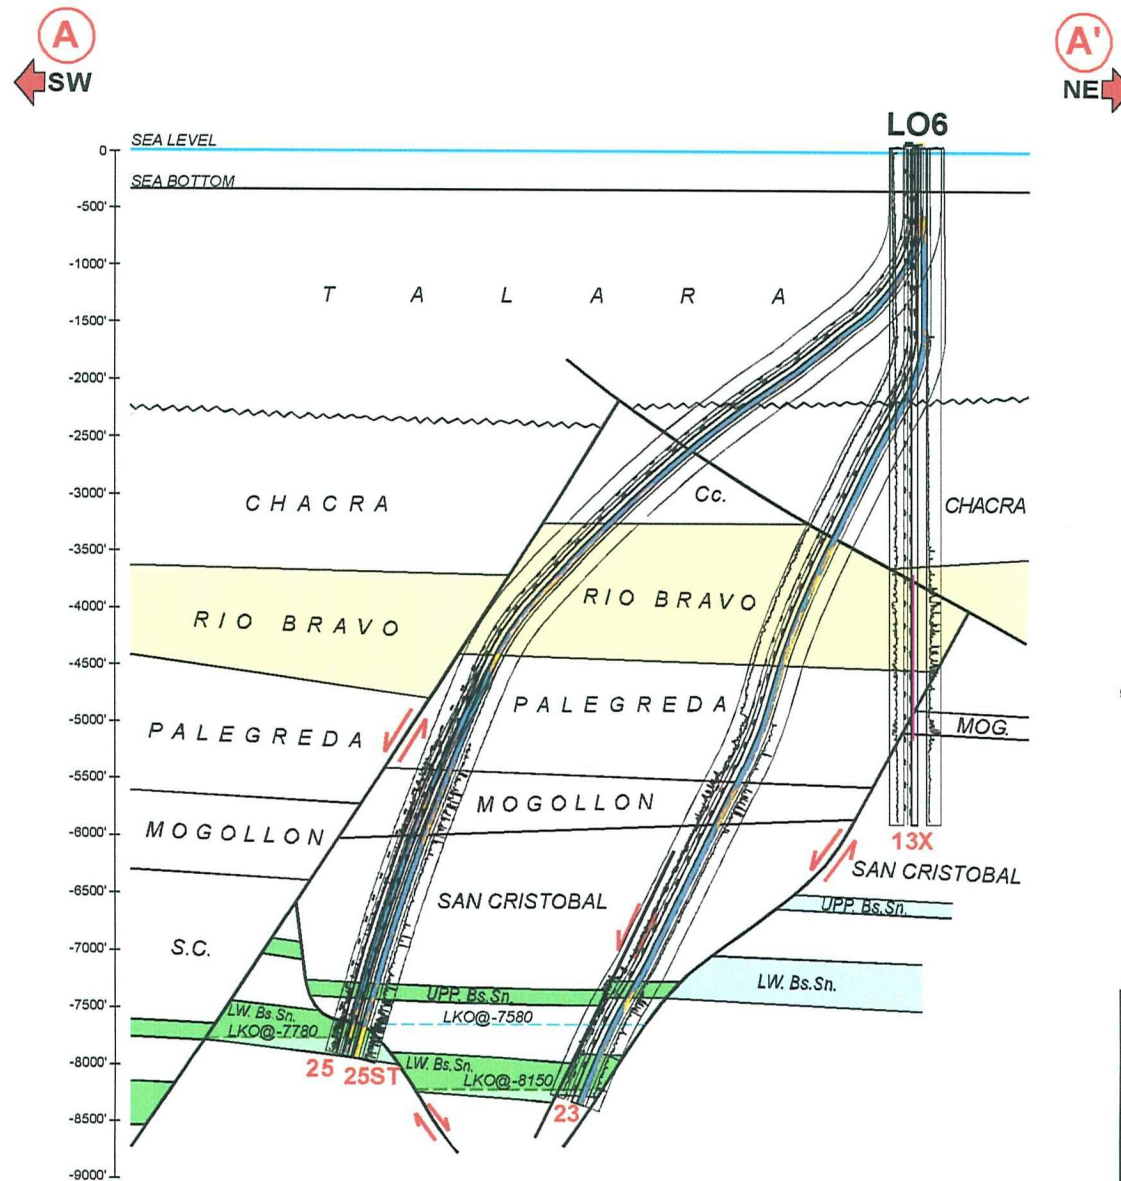 A
A'
SW
NE
LO6
SEA LEVEL
0
SEA BOTTOM
-500'
-1000'
T A L A R A
-1500'
-2000'
-2500'
CHACRA
Cc.
CHACRA
-3000'
-3500'
RIO BRAVO
RIO BRAVO
-4000'
-4500'
PALEGREDA
PALEGREDA
MOG.
-5000'
-5500'
MOGOLLON
MOGOLLON
-6000'
13X
SAN CRISTOBAL
SAN CRISTOBAL
UPP. Bs.Sn.
-6500'
S.C.
-7000'
UPP. Bs.Sn.
LW. Bs.Sn.
LW. Bs.Sn.
LKO@-7580
-7500'
LKO@-7780
-8000'
25
25ST
LW. Bs.Sn.
LKO@-8150
23
-8500'
-9000'